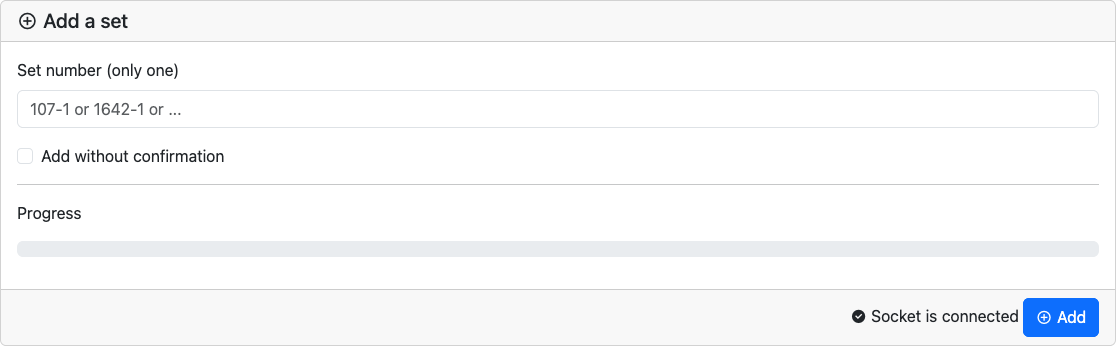 Add a set
Set number (only one)
107-1 or 1642-1 or ...
Add without confirmation
Progress
Socket is connected
Add